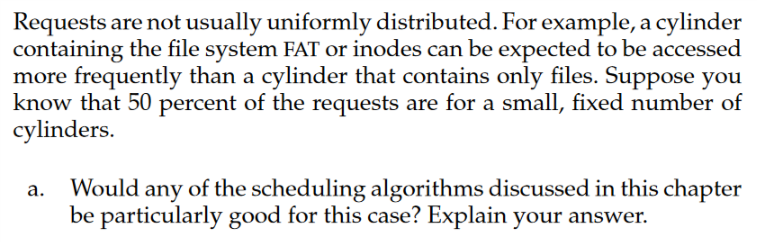 Requests are not usually uniformly distributed. For example, a cylinder
containing the file system FAT or inodes can be expected to be accessed
more frequently than a cylinder that contains only files. Suppose you
know that 50 percent of the requests are for a small, fixed number of
cylinders.
a. Would any of the scheduling algorithms discussed in this chapter
be particularly good for this case? Explain your answer.